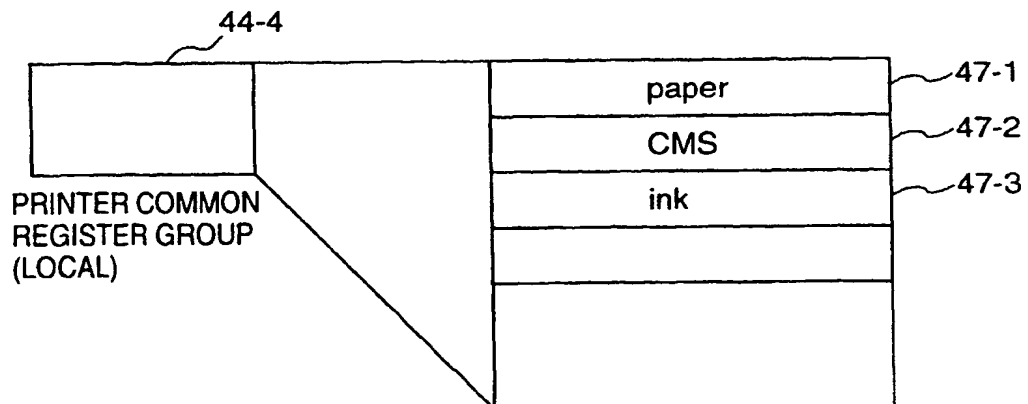 44-4
paper
47-1
CMS
47-2
ink
47-3
PRINTER COMMON
REGISTER GROUP
(LOCAL)